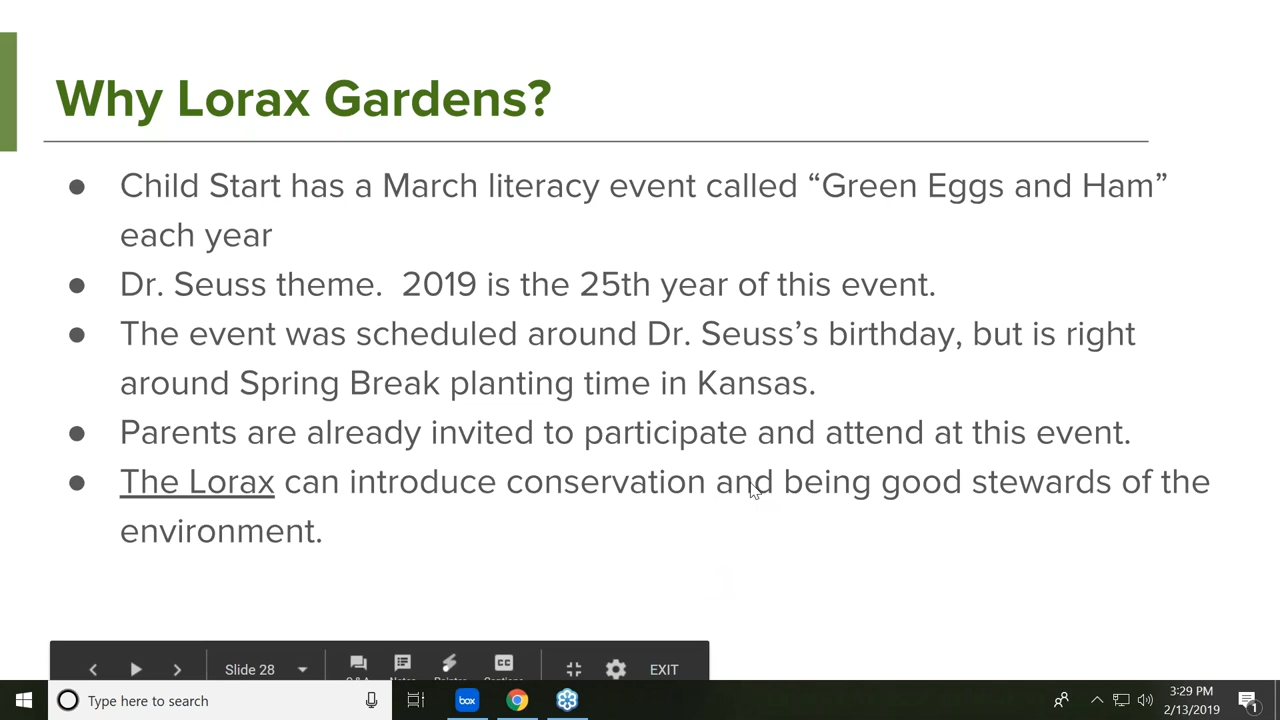 Why Lorax Gardens?
● Child Start has a March literacy event called “Green Eggs and Ham”
each year
● Dr. Seuss theme.  2019 is the 25th year of this event.
● The event was scheduled around Dr. Seuss’s birthday, but is right
around Spring Break planting time in Kansas.
● Parents are already invited to participate and attend at this event.
● The Lorax can introduce conservation and being good stewards of the
environment.
Slide 28
CC
EXIT
Type here to search
box
3:29 PM
2/13/2019
1